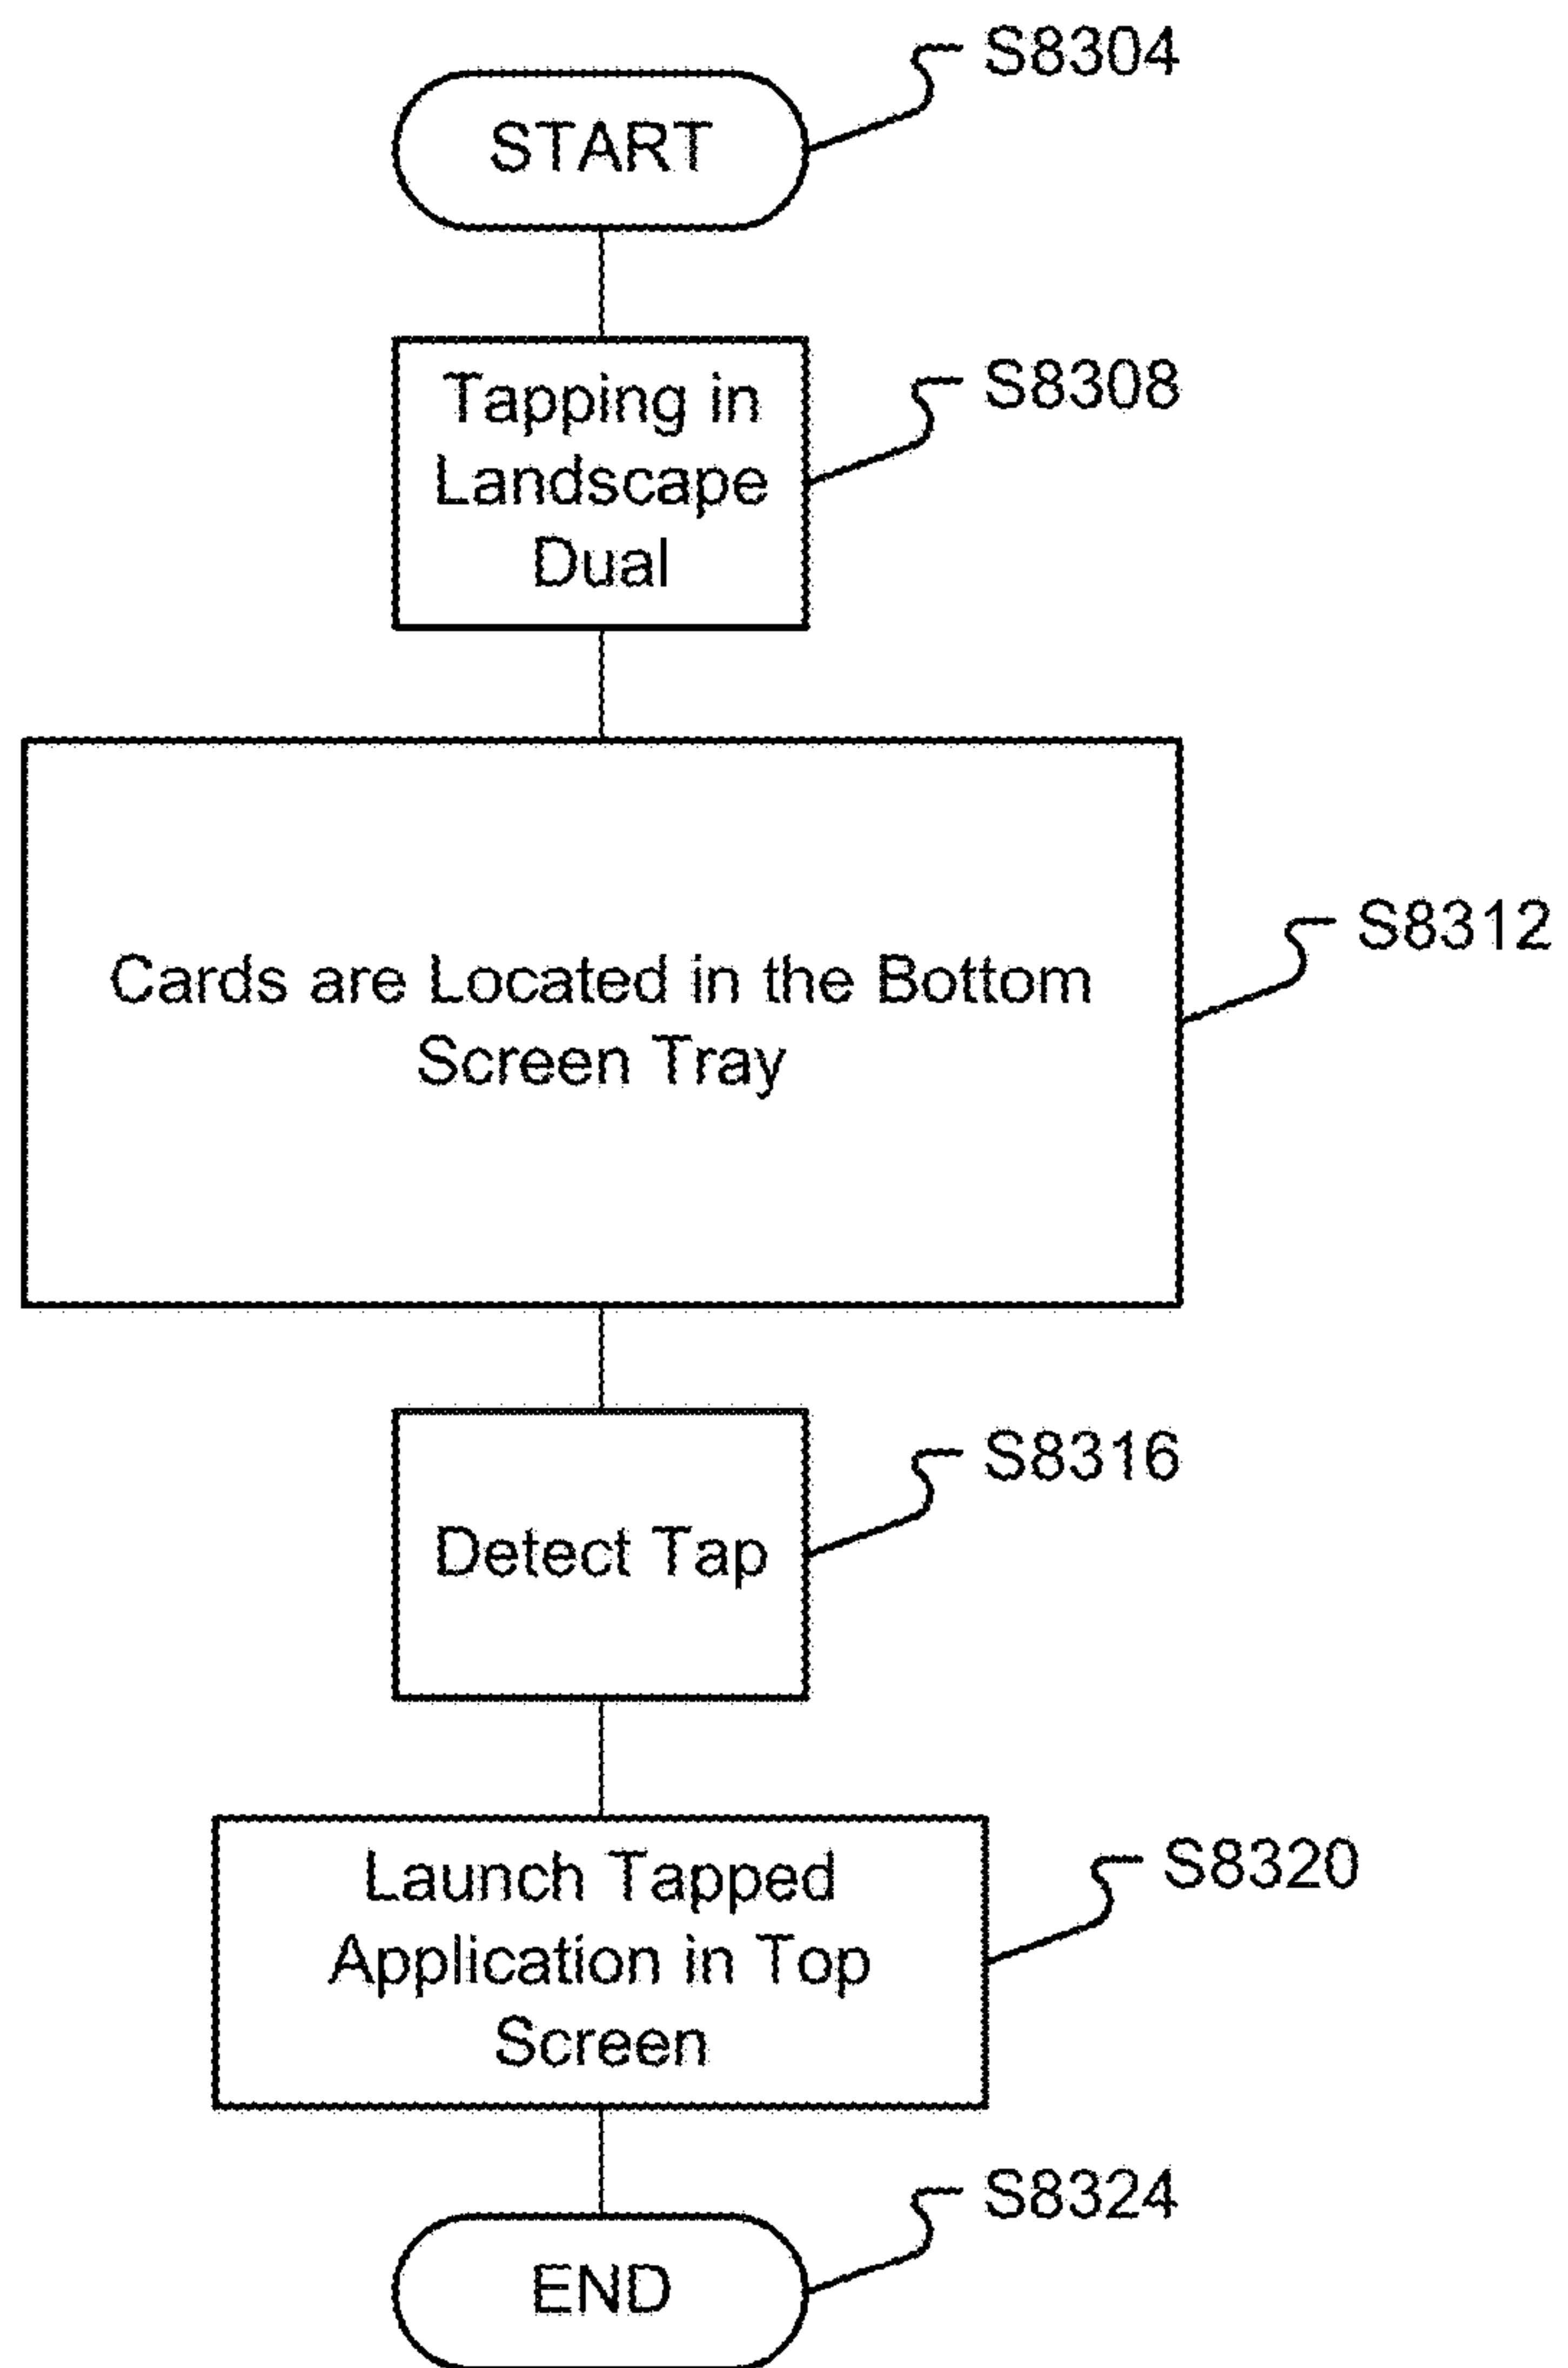 S8304
START
S8308
Tapping in
Landscape
Dual
S8312
Cards are Located in the Bottom
Screen Tray
S8316
Detect Tap
S8320
Launch Tapped
Application in Top
Screen
S8324
END